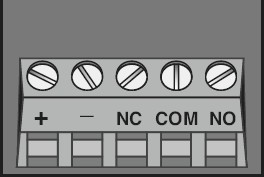 + — NC COM NO